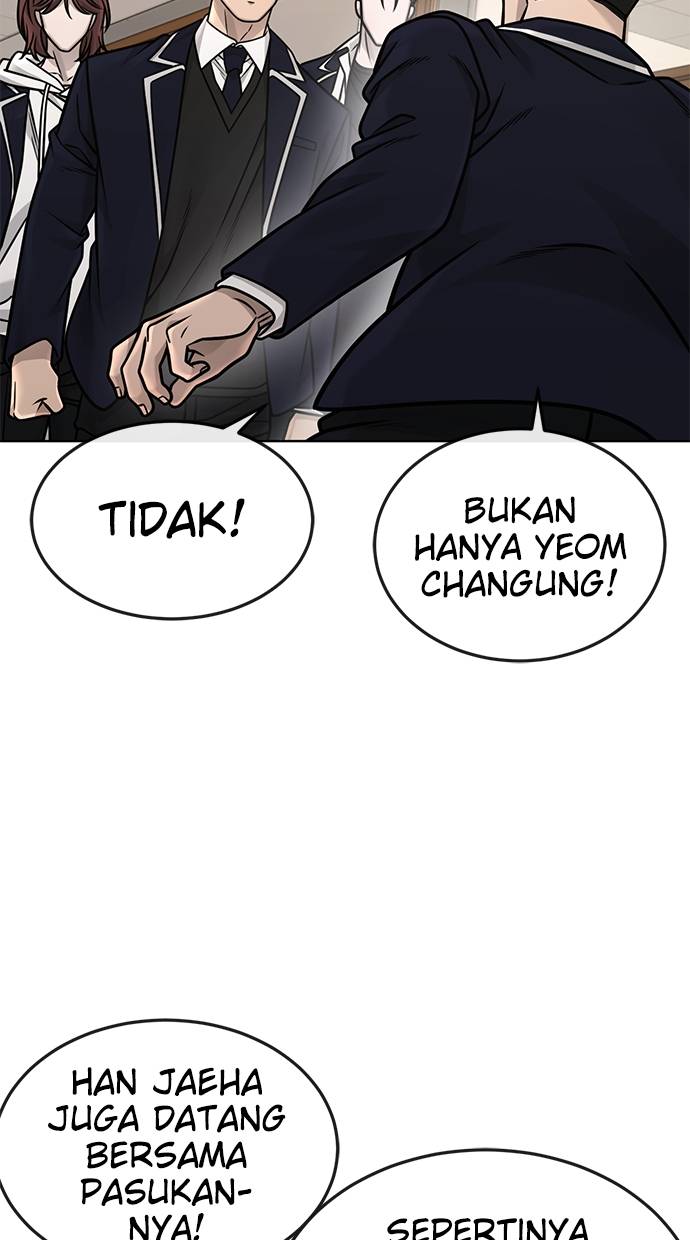 TIDAK!
BUKAN
HANYA YEOM
CHANGUNG!
HAN JAEHA
JUGA DATANG
BERSAMA
PASUKAN-
NYA!
SEPERTINYA